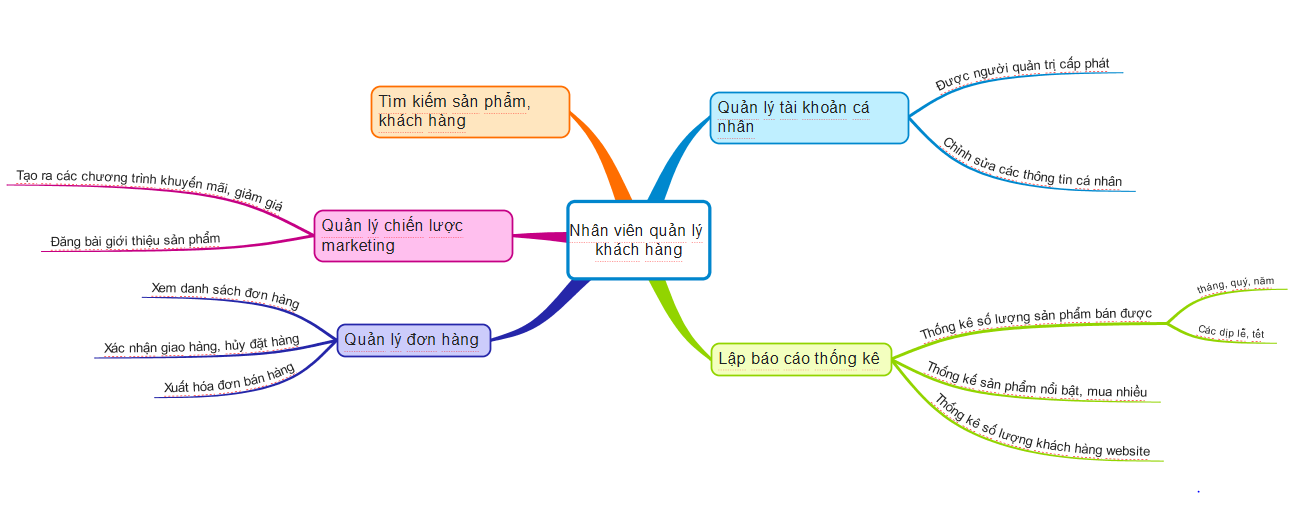 Tìm kiếm sản phẩm,
khách hàng
Quản lý tài khoản cá
nhân
Được người quản trị cấp phát
Chỉnh sửa các thông tin cá nhân
Tạo ra các chương trình khuyến mãi, giảm giá
Đăng bài giới thiệu sản phẩm
Quản lý chiến lược
marketing
Nhân viên quản lý
khách hàng
Xem danh sách đơn hàng
Xác nhận giao hàng, hủy đặt hàng
Xuất hóa đơn bán hàng
Quản lý đơn hàng
Lập báo cáo thống kê
Thống kê số lượng sản phẩm bán được
tháng, quý, năm
Các dịp lễ, tết
Thống kế sản phẩm nổi bật, mua nhiều
Thống kê số lượng khách hàng website